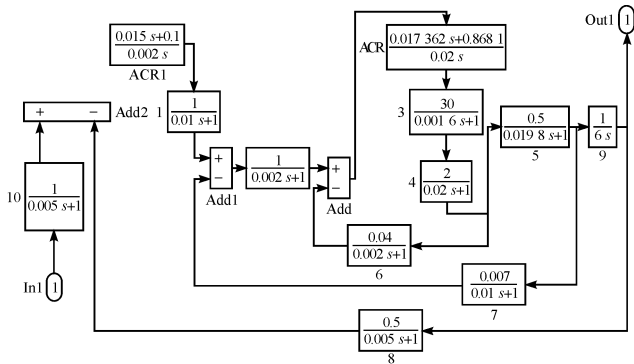 0.015 s+0.1
0.002 s
ACR1
1
1
0.01 s+1
+ −
Add2
10
1
0.005 s+1
In1
1
+
−
Add1
1
0.002 s+1
+
−
Add
ACR
0.017 362 s+0.868 1
0.02 s
3
30
0.001 6 s+1
4
2
0.02 s+1
0.5
0.019 8 s+1
5
1
6 s
9
Out1
1
0.04
0.002 s+1
6
0.007
0.01 s+1
7
0.5
0.005 s+1
8